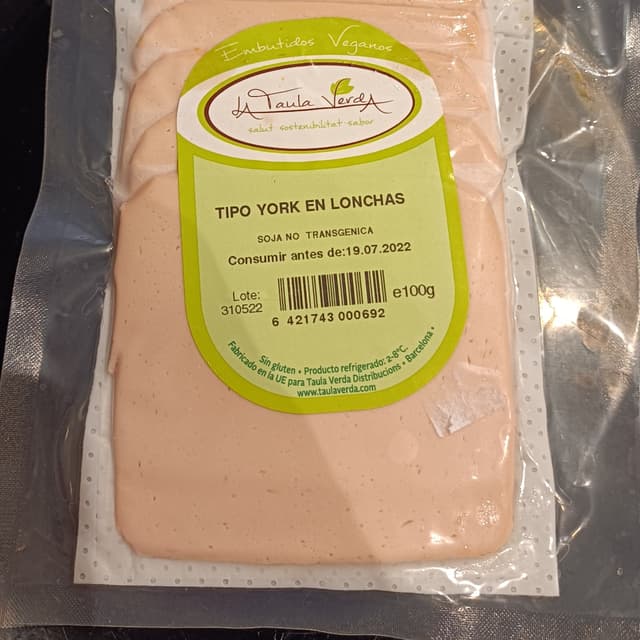 Embutidos Veganos
LA Taula VerdA
salut sostenibilitat sabor
TIPO YORK EN LONCHAS
SOJA NO TRANSGENICA
Consumir antes de:19.07.2022
Lote:
310522
e100g
6 421743 000692
Sin gluten • Producto refrigerado: 2-8ºC.
Fabricado en la UE para Taula Verda Distribucions • Barcelona •
www.taulaverda.com